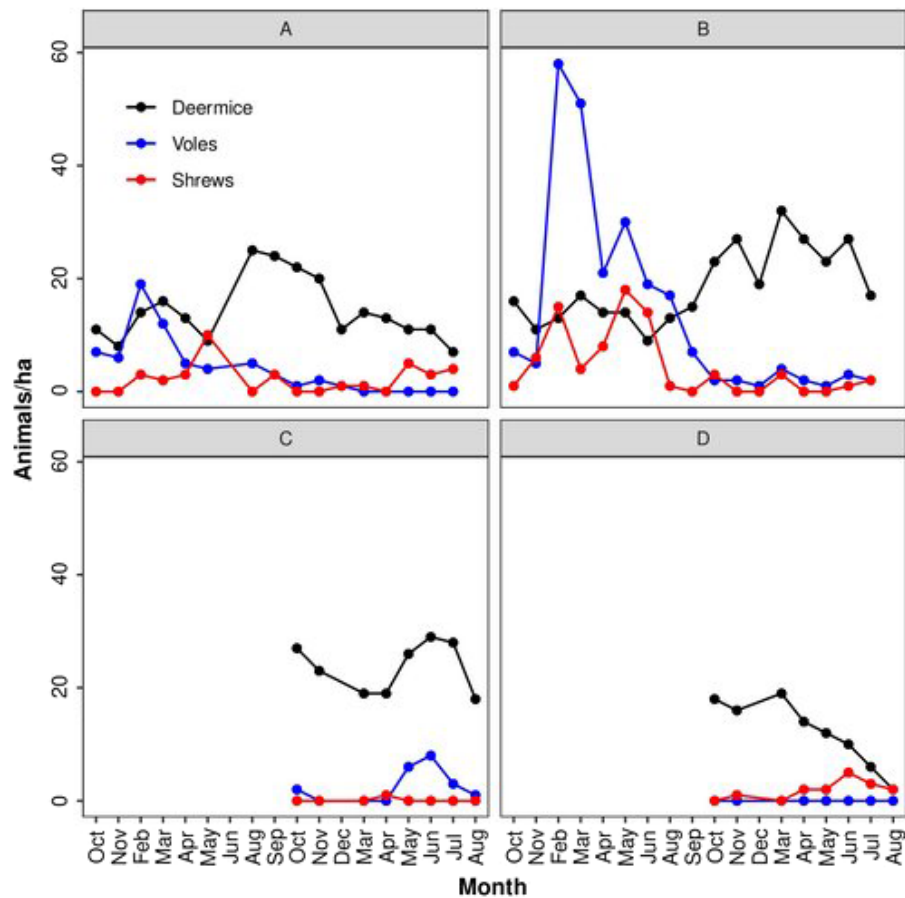 A
B
60
40
20
0
Deermice
Voles
Shrews
Animals/ha
C
D
60
40
20
0
Oct Nov Feb Mar Apr May Jun Aug Sep Oct Nov Dec Mar Apr May Jun Jul Aug
Oct Nov Feb Mar Apr May Jun Aug Sep Oct Nov Dec Mar Apr May Jun Jul Aug
Month